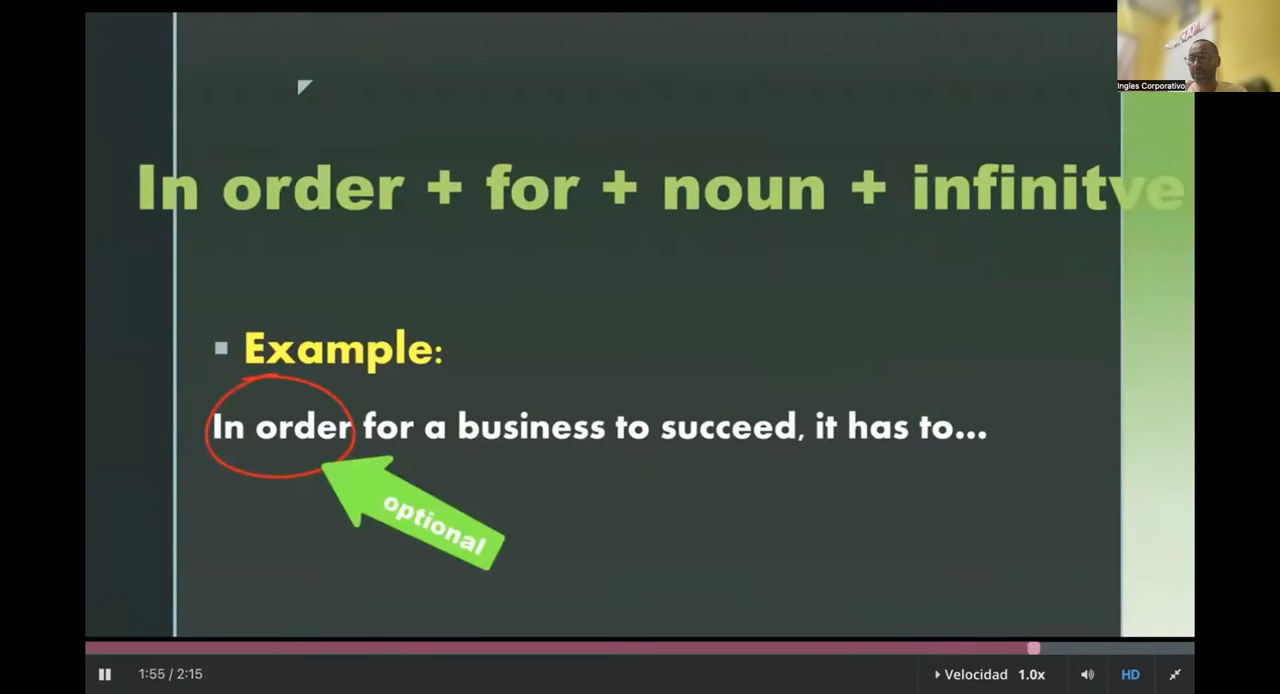 Ingles Corporativo
In order + for + noun + infinitve
Example:
In order for a business to succeed, it has to...
optional
1:55 / 2:15
Velocidad 1.0x
HD